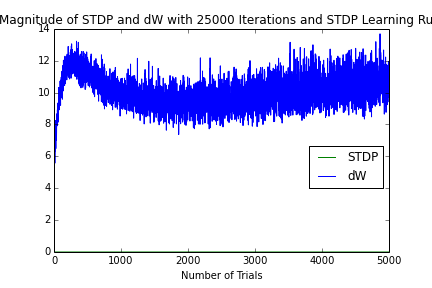 Magnitude of STDP and dW with 25000 Iterations and STDP Learning Ru
14
12
10
8
6
4
2
0
STDP
dW
0 1000 2000 3000 4000 5000
Number of Trials